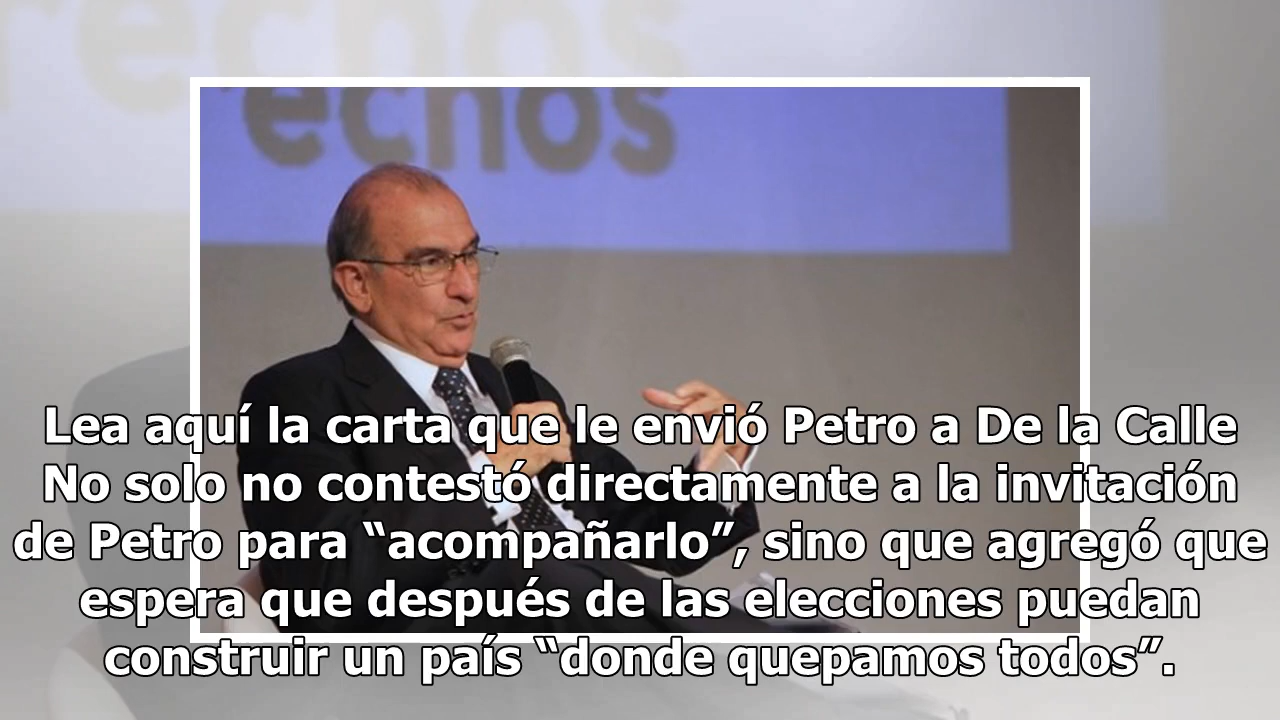 rechos
echos
Lea aquí la carta que le envió Petro a De la Calle
No solo no contestó directamente a la invitación
de Petro para “acompañarlo”, sino que agregó que
espera que después de las elecciones puedan
construir un país “donde quepamos todos”.